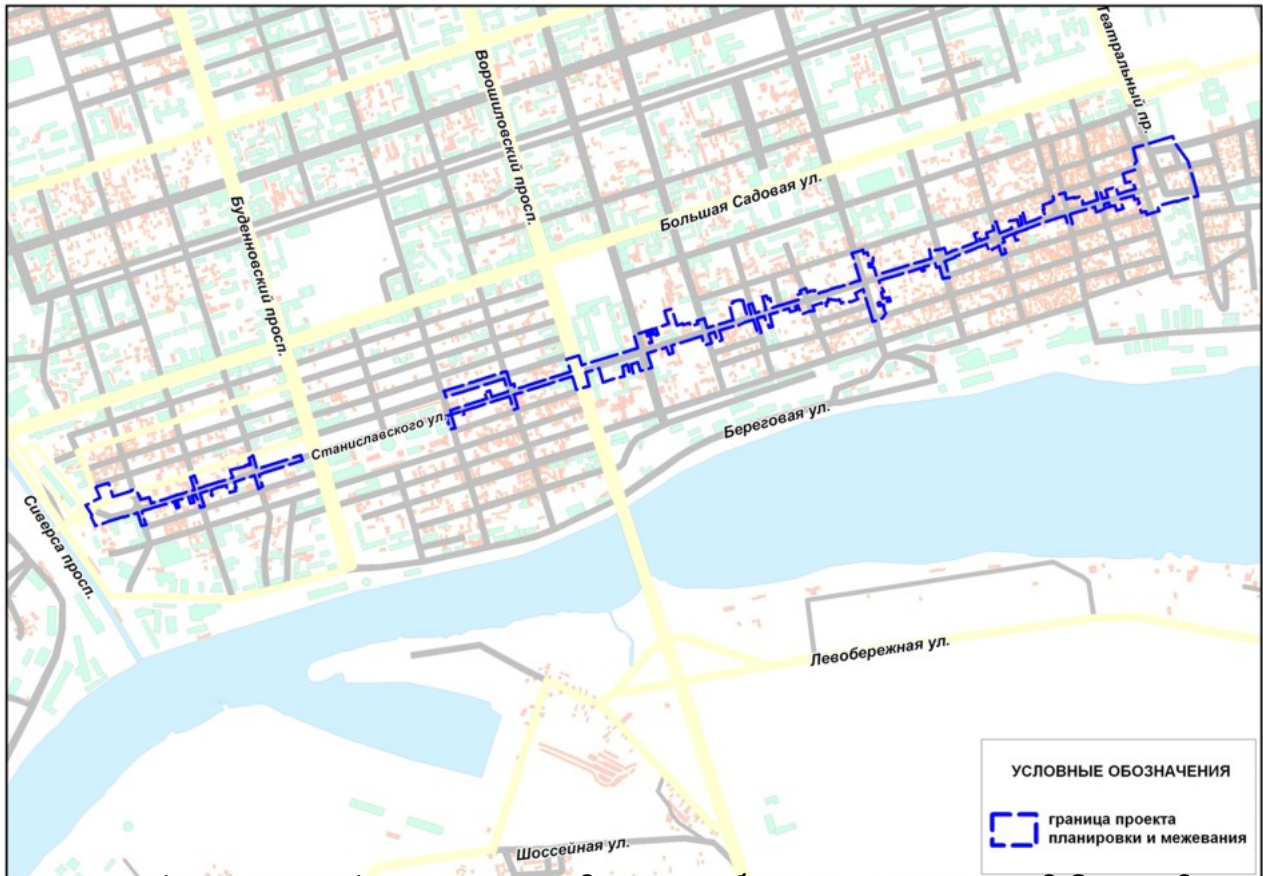 Театральный пр.
Ворошиловский просп.
Буденновский просп.
Большая Садовая ул.
Станиславского ул.
Береговая ул.
Сиверса просп.
Левобережная ул.
Шоссейная ул.
УСЛОВНЫЕ ОБОЗНАЧЕНИЯ
граница проекта
планировки и межевания